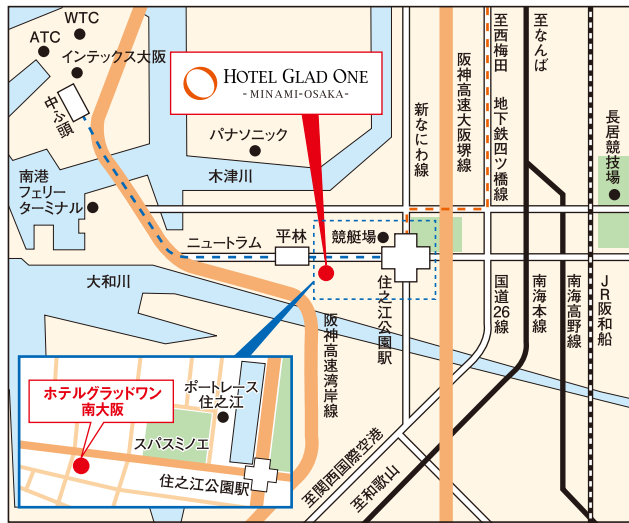 WTC
ATC
インテックス大阪
中ふ頭
HOTEL GLAD ONE
- MINAMI-OSAKA -
パナソニック
木津川
南港
フェリー
ターミナル
ニュートラム
平林
競艇場
住之江公園駅
大和川
新なにわ線
阪神高速大阪堺線
至西梅田
地下鉄四ツ橋線
至なんば
長居競技場
阪神高速湾岸線
国道26線
南海本線
南海高野線
JR阪和船
至関西国際空港
至和歌山
ホテルグラッドワン
南大阪
ポートレース
住之江
スパスミノエ
住之江公園駅